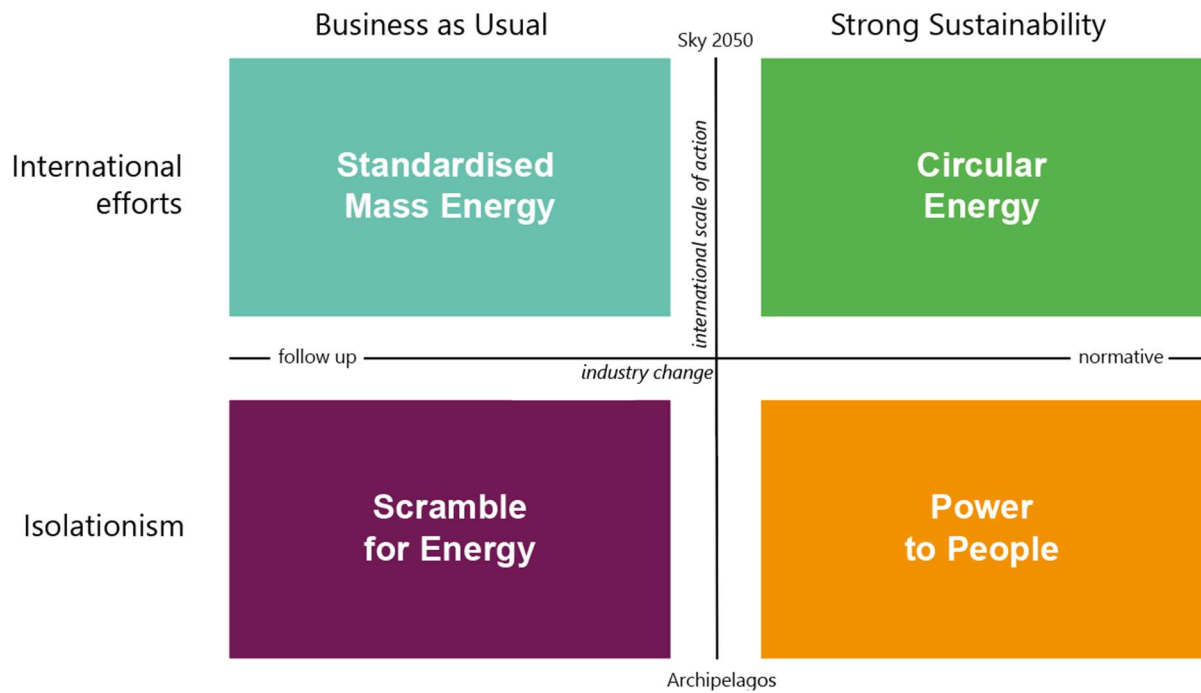 Business as Usual
Sky 2050
Strong Sustainability
International
efforts
Standardised
Mass Energy
international scale of action
Circular
Energy
follow up
industry change
normative
Isolationism
Scramble
for Energy
Power
to People
Archipelagos